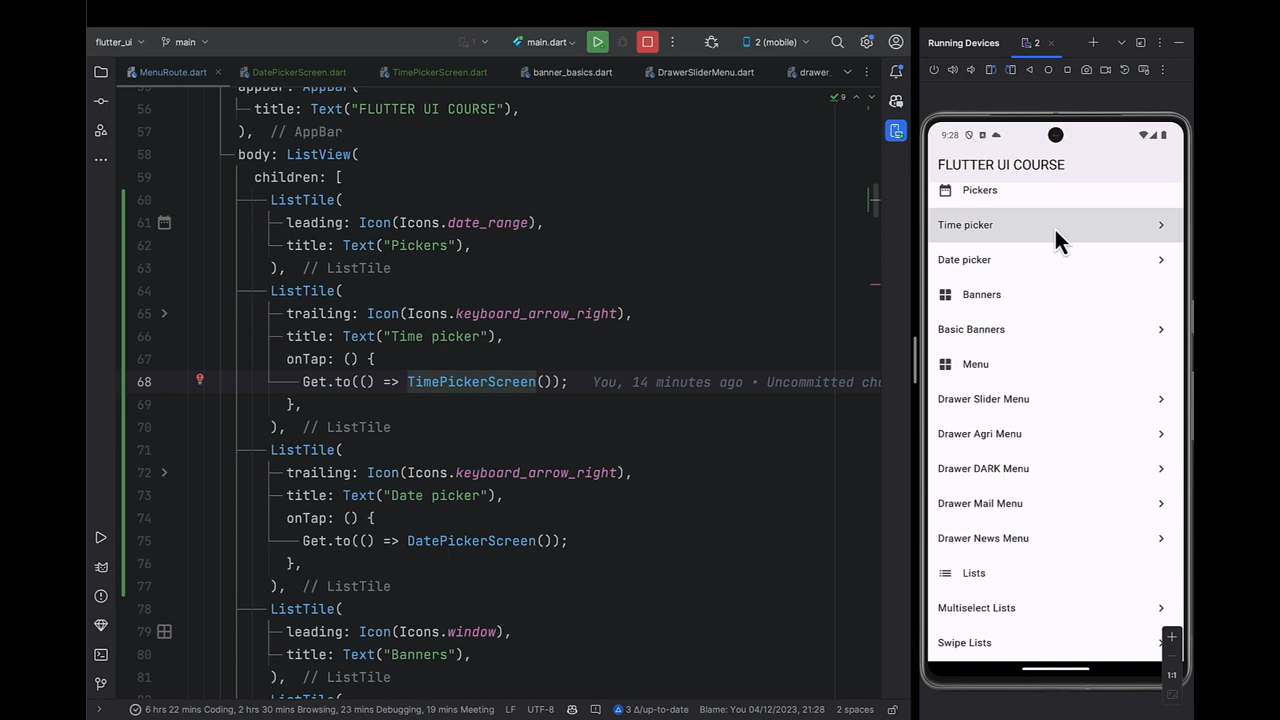 flutter_ui
main
1
main.dart
2 (mobile)
Running Devices
2
MenuRoute.dart
DatePickerScreen.dart
TimePickerScreen.dart
banner_basics.dart
DrawerSliderMenu.dart
drawer_
appBar: AppBar(
9
56 title: Text("FLUTTER UI COURSE"),
57 ), // AppBar
58 body: ListView(
59 children: [
60 ListTile(
61 leading: Icon(Icons.date_range),
62 title: Text("Pickers"),
63 ), // ListTile
64 ListTile(
65 trailing: Icon(Icons.keyboard_arrow_right),
66 title: Text("Time picker"),
67 onTap: () {
68 Get.to(() => TimePickerScreen()); You, 14 minutes ago • Uncommitted cha
69 },
70 ), // ListTile
71 ListTile(
72 trailing: Icon(Icons.keyboard_arrow_right),
73 title: Text("Date picker"),
74 onTap: () {
75 Get.to(() => DatePickerScreen());
76 },
77 ), // ListTile
78 ListTile(
79 leading: Icon(Icons.window),
80 title: Text("Banners"),
81 ), // ListTile
82 ListTile(
9:28
FLUTTER UI COURSE
Pickers
Time picker
Date picker
Banners
Basic Banners
Menu
Drawer Slider Menu
Drawer Agri Menu
Drawer DARK Menu
Drawer Mail Menu
Drawer News Menu
Lists
Multiselect Lists
Swipe Lists
1:1
6 hrs 22 mins Coding, 2 hrs 30 mins Browsing, 23 mins Debugging, 19 mins Meeting
LF
UTF-8
3 Δ/up-to-date
Blame: You 04/12/2023, 21:28
2 spaces